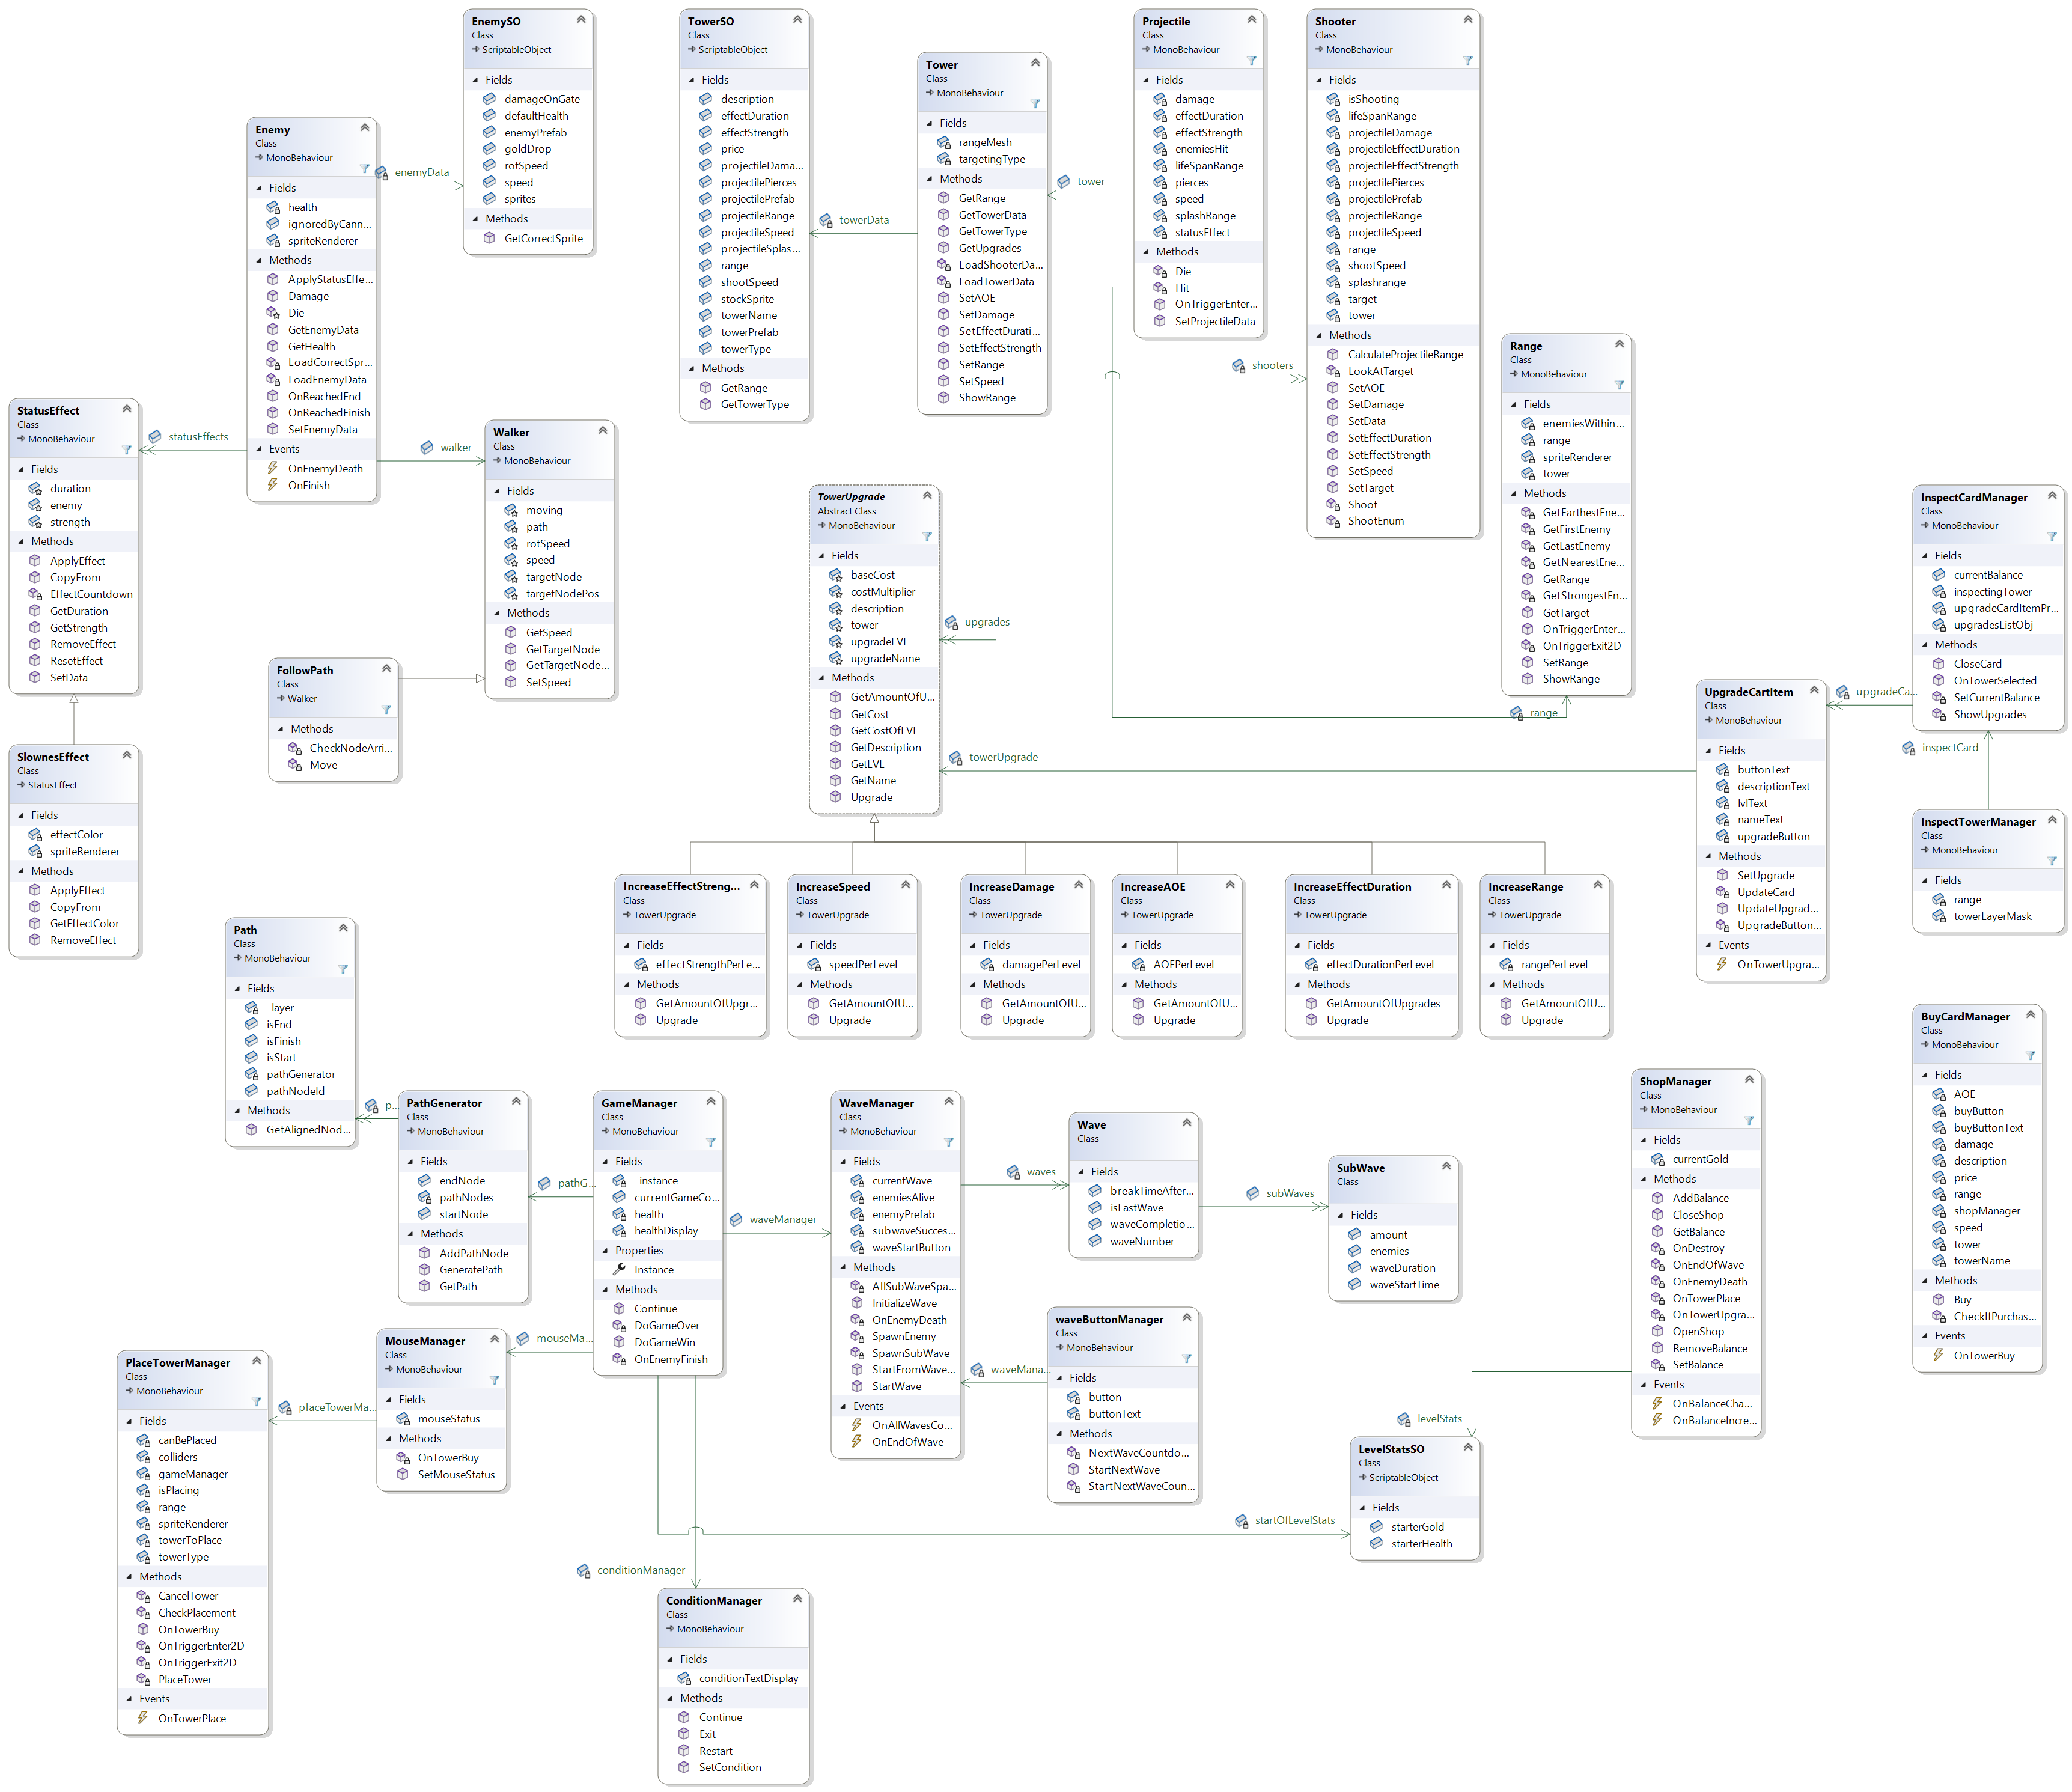 EnemySO
Class
ScriptableObject
Fields
damageOnGate
defaultHealth
enemyPrefab
goldDrop
rotSpeed
speed
sprites
Methods
GetCorrectSprite
TowerSO
Class
ScriptableObject
Fields
description
effectDuration
effectStrength
price
projectileDama...
projectilePierces
projectilePrefab
projectileRange
projectileSpeed
projectileSplas...
range
shootSpeed
stockSprite
towerName
towerPrefab
towerType
Methods
GetRange
GetTowerType
Tower
Class
MonoBehaviour
Fields
rangeMesh
targetingType
Methods
GetRange
GetTowerData
GetTowerType
GetUpgrades
LoadShooterDa...
LoadTowerData
SetAOE
SetDamage
SetEffectDurati...
SetEffectStrength
SetRange
SetSpeed
ShowRange
Projectile
Class
MonoBehaviour
Fields
damage
effectDuration
effectStrength
enemiesHit
lifeSpanRange
pierces
speed
splashRange
statusEffect
Methods
Die
Hit
OnTriggerEnter...
SetProjectileData
Shooter
Class
MonoBehaviour
Fields
isShooting
lifeSpanRange
projectileDamage
projectileEffectDuration
projectileEffectStrength
projectilePierces
projectilePrefab
projectileRange
projectileSpeed
range
shootSpeed
splashrange
target
tower
Methods
CalculateProjectileRange
LookAtTarget
SetAOE
SetDamage
SetData
SetEffectDuration
SetEffectStrength
SetSpeed
SetTarget
Shoot
ShootEnum
Enemy
Class
MonoBehaviour
Fields
health
ignoredByCann...
spriteRenderer
Methods
ApplyStatusEffe...
Damage
Die
GetEnemyData
GetHealth
LoadCorrectSpr...
LoadEnemyData
OnReachedEnd
OnReachedFinish
SetEnemyData
Events
OnEnemyDeath
OnFinish
enemyData
towerData
tower
shooters
statusEffects
walker
upgrades
range
towerUpgrade
Range
Class
MonoBehaviour
Fields
enemiesWithin...
range
spriteRenderer
tower
Methods
GetFarthestEne...
GetFirstEnemy
GetLastEnemy
GetNearestEne...
GetRange
GetStrongestEn...
GetTarget
OnTriggerEnter...
OnTriggerExit2D
SetRange
ShowRange
StatusEffect
Class
MonoBehaviour
Fields
duration
enemy
strength
Methods
ApplyEffect
CopyFrom
EffectCountdown
GetDuration
GetStrength
RemoveEffect
ResetEffect
SetData
Walker
Class
MonoBehaviour
Fields
moving
path
rotSpeed
speed
targetNode
targetNodePos
Methods
GetSpeed
GetTargetNode
GetTargetNode...
SetSpeed
TowerUpgrade
Abstract Class
MonoBehaviour
Fields
baseCost
costMultiplier
description
tower
upgradeLVL
upgradeName
Methods
GetAmountOfU...
GetCost
GetCostOfLVL
GetDescription
GetLVL
GetName
Upgrade
InspectCardManager
Class
MonoBehaviour
Fields
currentBalance
inspectingTower
upgradeCardItemPr...
upgradesListObj
Methods
CloseCard
OnTowerSelected
SetCurrentBalance
ShowUpgrades
FollowPath
Class
Walker
Methods
CheckNodeArri...
Move
UpgradeCartItem
Class
MonoBehaviour
Fields
buttonText
descriptionText
lvlText
nameText
upgradeButton
Methods
SetUpgrade
UpdateCard
UpdateUpgrad...
UpgradeButton...
Events
OnTowerUpgra...
upgradeCa...
inspectCard
SlownesEffect
Class
StatusEffect
Fields
effectColor
spriteRenderer
Methods
ApplyEffect
CopyFrom
GetEffectColor
RemoveEffect
InspectTowerManager
Class
MonoBehaviour
Fields
range
towerLayerMask
IncreaseEffectStreng...
Class
TowerUpgrade
Fields
effectStrengthPerLe...
Methods
GetAmountOfUpgr...
Upgrade
IncreaseSpeed
Class
TowerUpgrade
Fields
speedPerLevel
Methods
GetAmountOfU...
Upgrade
IncreaseDamage
Class
TowerUpgrade
Fields
damagePerLevel
Methods
GetAmountOfU...
Upgrade
IncreaseAOE
Class
TowerUpgrade
Fields
AOEPerLevel
Methods
GetAmountOfU...
Upgrade
IncreaseEffectDuration
Class
TowerUpgrade
Fields
effectDurationPerLevel
Methods
GetAmountOfUpgrades
Upgrade
IncreaseRange
Class
TowerUpgrade
Fields
rangePerLevel
Methods
GetAmountOfU...
Upgrade
Path
Class
MonoBehaviour
Fields
_layer
isEnd
isFinish
isStart
pathGenerator
pathNodeId
Methods
GetAlignedNod...
p...
PathGenerator
Class
MonoBehaviour
Fields
endNode
pathNodes
startNode
Methods
AddPathNode
GeneratePath
GetPath
pathG...
GameManager
Class
MonoBehaviour
Fields
_instance
currentGameCo...
health
healthDisplay
Properties
Instance
Methods
Continue
DoGameOver
DoGameWin
OnEnemyFinish
waveManager
WaveManager
Class
MonoBehaviour
Fields
currentWave
enemiesAlive
enemyPrefab
subwaveSucces...
waveStartButton
Methods
AllSubWaveSpa...
InitializeWave
OnEnemyDeath
SpawnEnemy
SpawnSubWave
StartFromWave...
StartWave
Events
OnAllWavesCo...
OnEndOfWave
waves
Wave
Class
Fields
breakTimeAfter...
isLastWave
waveCompletio...
waveNumber
subWaves
SubWave
Class
Fields
amount
enemies
waveDuration
waveStartTime
ShopManager
Class
MonoBehaviour
Fields
currentGold
Methods
AddBalance
CloseShop
GetBalance
OnDestroy
OnEndOfWave
OnEnemyDeath
OnTowerPlace
OnTowerUpgra...
OpenShop
RemoveBalance
SetBalance
Events
OnBalanceCha...
OnBalanceIncre...
BuyCardManager
Class
MonoBehaviour
Fields
AOE
buyButton
buyButtonText
damage
description
price
range
shopManager
speed
tower
towerName
Methods
Buy
CheckIfPurchas...
Events
OnTowerBuy
waveButtonManager
Class
MonoBehaviour
Fields
button
buttonText
Methods
NextWaveCountdo...
StartNextWave
StartNextWaveCoun...
waveMana...
mouseMa...
MouseManager
Class
MonoBehaviour
Fields
mouseStatus
Methods
OnTowerBuy
SetMouseStatus
placeTowerMa...
PlaceTowerManager
Class
MonoBehaviour
Fields
canBePlaced
colliders
gameManager
isPlacing
range
spriteRenderer
towerToPlace
towerType
Methods
CancelTower
CheckPlacement
OnTowerBuy
OnTriggerEnter2D
OnTriggerExit2D
PlaceTower
Events
OnTowerPlace
levelStats
LevelStatsSO
Class
ScriptableObject
Fields
starterGold
starterHealth
startOfLevelStats
conditionManager
ConditionManager
Class
MonoBehaviour
Fields
conditionTextDisplay
Methods
Continue
Exit
Restart
SetCondition